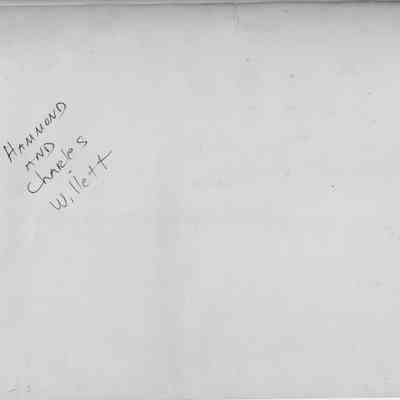 HAMMOND
AND
CHARLES
Willett